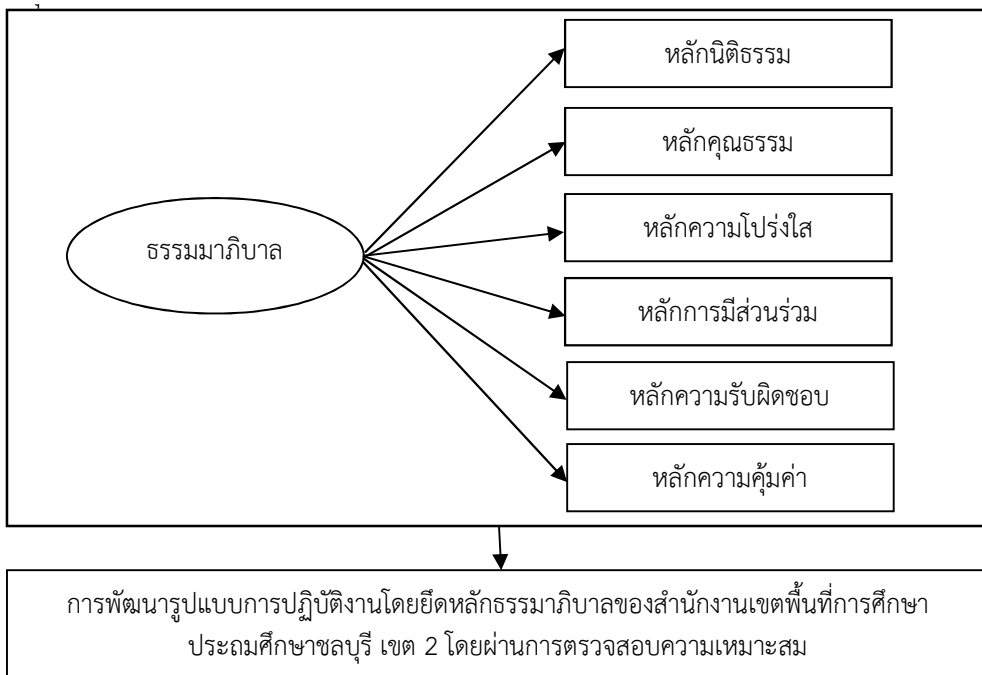 หลักนิติธรรม
หลักคุณธรรม
หลักความโปร่งใส
ธรรมมาภิบาล
หลักการมีส่วนร่วม
หลักความรับผิดชอบ
หลักความคุ้มค่า
การพัฒนารูปแบบการปฏิบัติงานโดยยึดหลักธรรมาภิบาลของสำนักงานเขตพื้นที่การศึกษา
ประถมศึกษาชลบุรี เขต 2 โดยผ่านการตรวจสอบความเหมาะสม